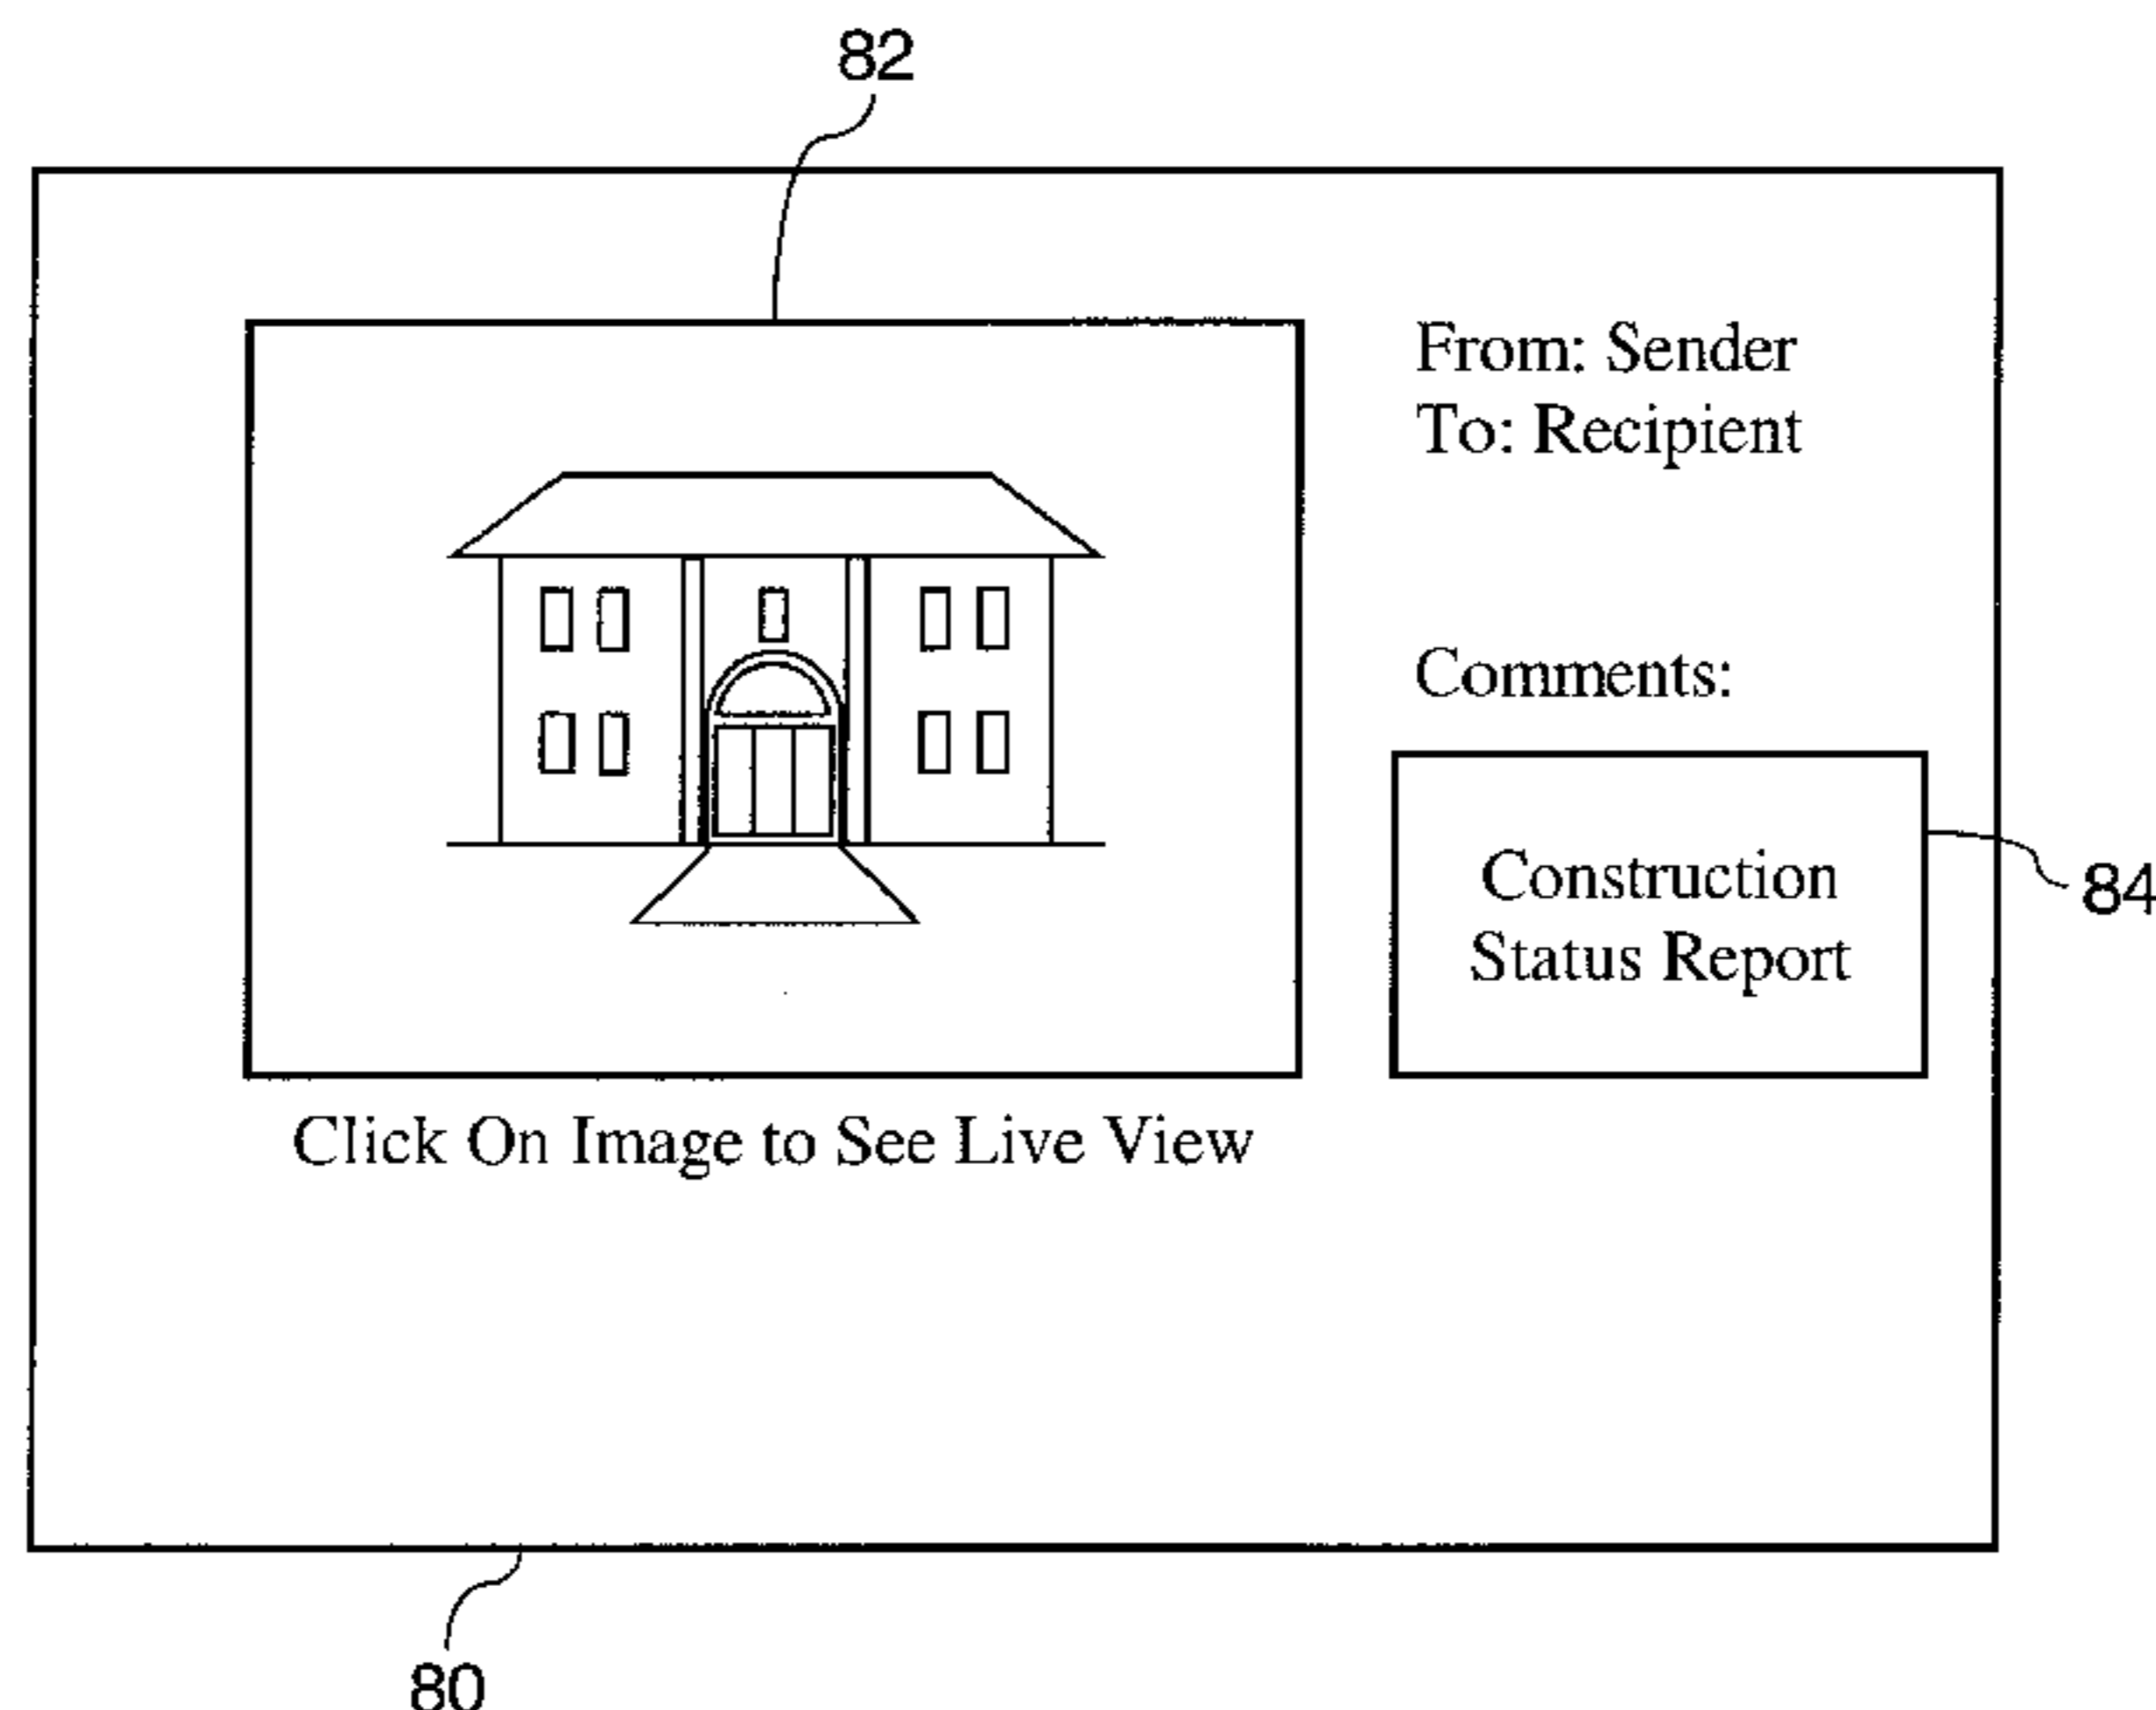 82
From: Sender
To: Recipient
Comments:
Construction
Status Report
84
Click On Image to See Live View
80